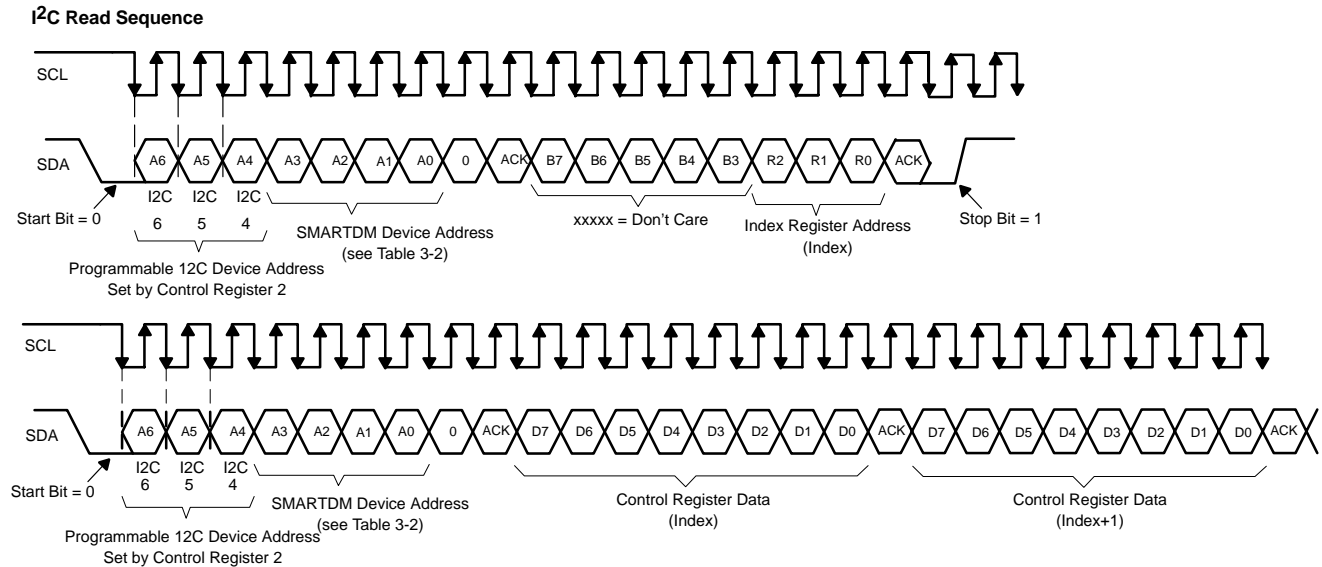 I2C Read Sequence
SCL
SDA
A6 A5 A4 A3 A2 A1 A0 0 ACK B7 B6 B5 B4 B3 R2 R1 R0 ACK
I2C I2C I2C
6 5 4
Start Bit = 0
SMARTDM Device Address
(see Table 3-2)
xxxxx = Don't Care
Index Register Address
(Index)
Stop Bit = 1
Programmable 12C Device Address
Set by Control Register 2
SCL
SDA
A6 A5 A4 A3 A2 A1 A0 0 ACK D7 D6 D5 D4 D3 D2 D1 D0 ACK D7 D6 D5 D4 D3 D2 D1 D0 ACK
I2C I2C I2C
6 5 4
Start Bit = 0
SMARTDM Device Address
(see Table 3-2)
Control Register Data
(Index)
Control Register Data
(Index+1)
Programmable 12C Device Address
Set by Control Register 2